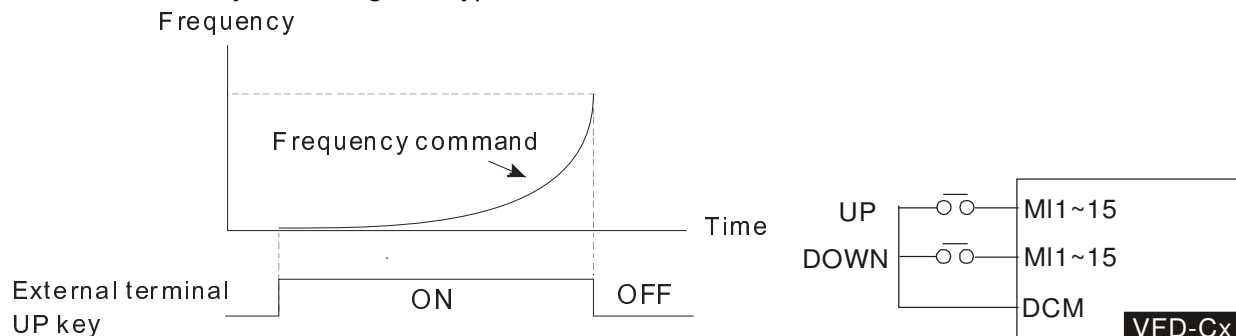 Frequency
Frequency command
Time
External terminal
UP key
ON
OFF
UP
MI1~15
DOWN
MI1~15
DCM
VFD-Cx